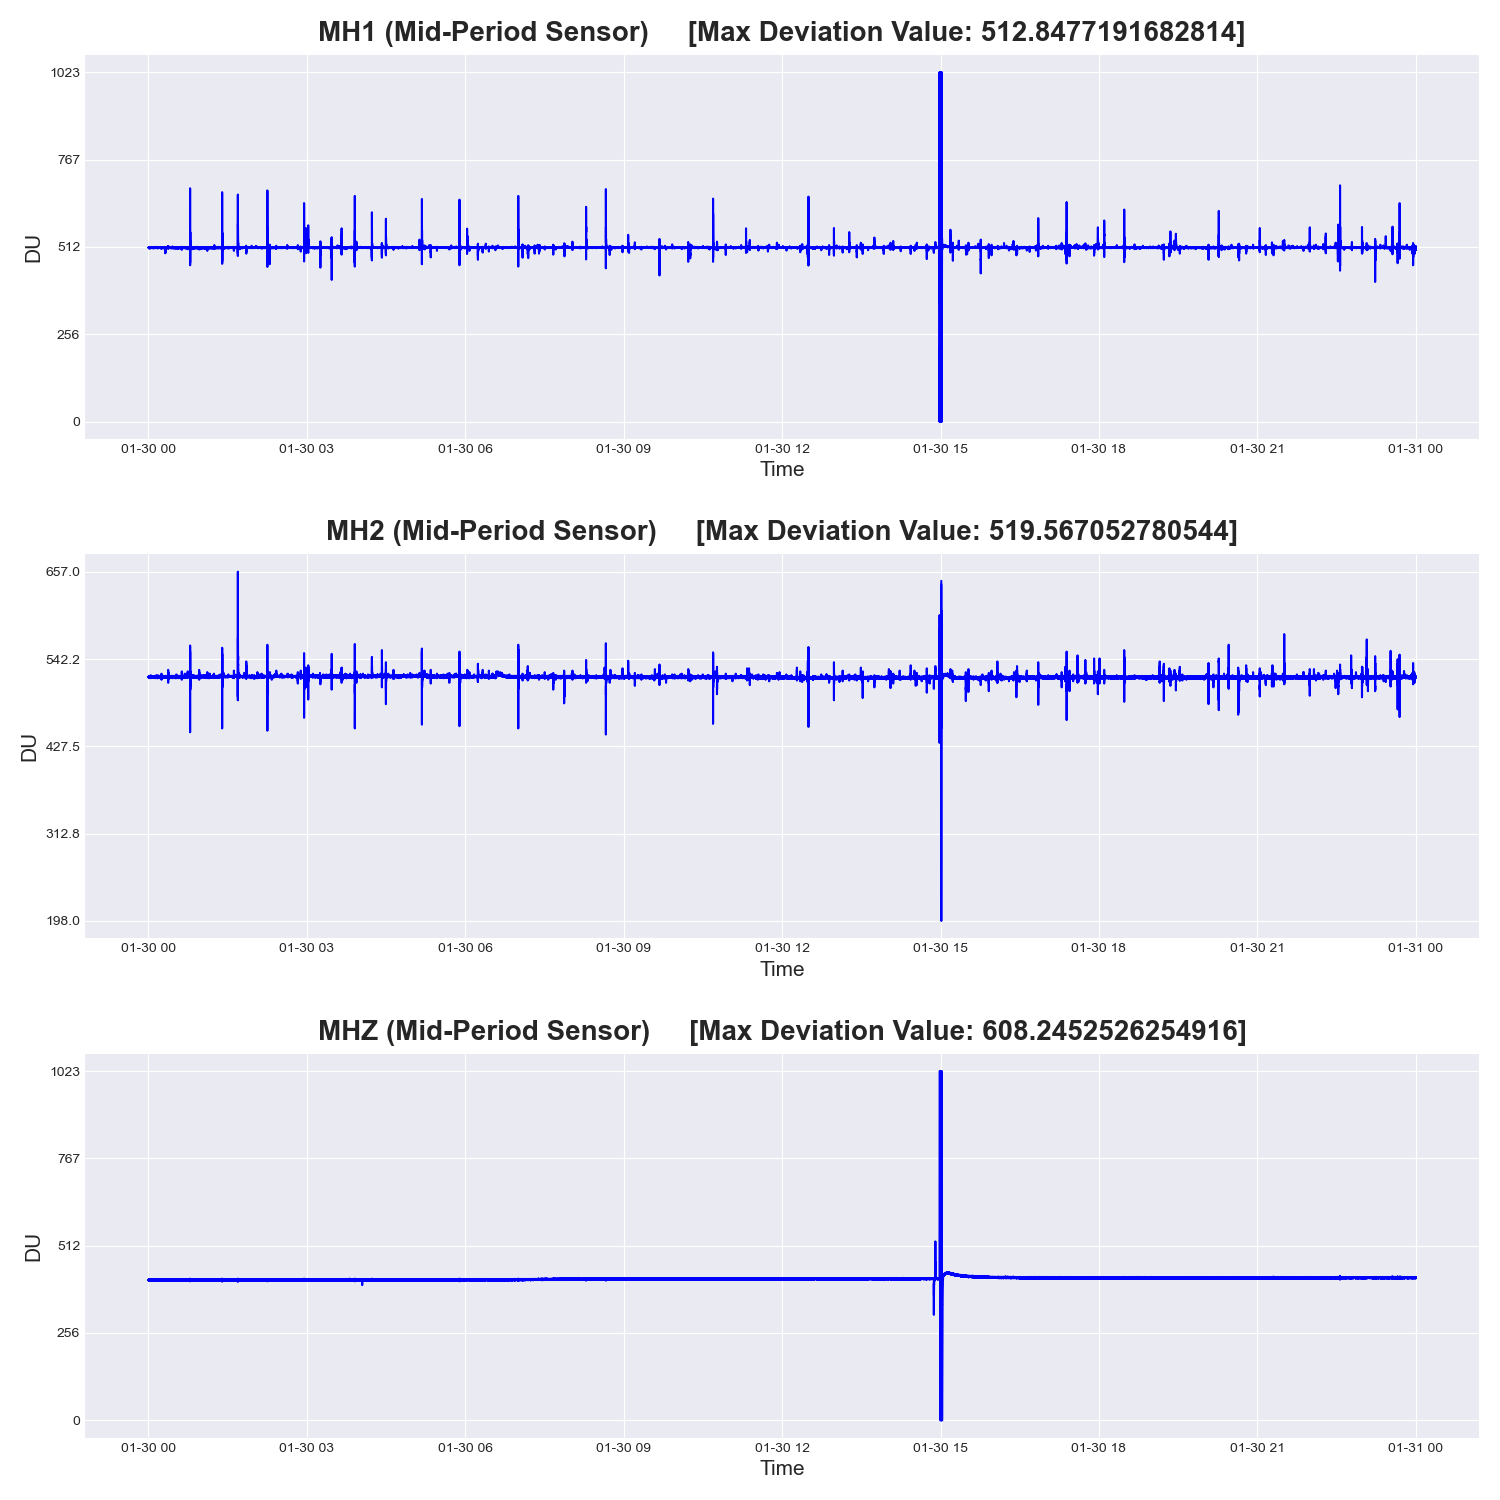 MH1 (Mid-Period Sensor) [Max Deviation Value: 512.8477191682814]
1023
767
512
256
0
DU
01-30 00 01-30 03 01-30 06 01-30 09 01-30 12 01-30 15 01-30 18 01-30 21 01-31 00
Time
MH2 (Mid-Period Sensor) [Max Deviation Value: 519.567052780544]
657.0
542.2
427.5
312.8
198.0
DU
01-30 00 01-30 03 01-30 06 01-30 09 01-30 12 01-30 15 01-30 18 01-30 21 01-31 00
Time
MHZ (Mid-Period Sensor) [Max Deviation Value: 608.2452526254916]
1023
767
512
256
0
DU
01-30 00 01-30 03 01-30 06 01-30 09 01-30 12 01-30 15 01-30 18 01-30 21 01-31 00
Time